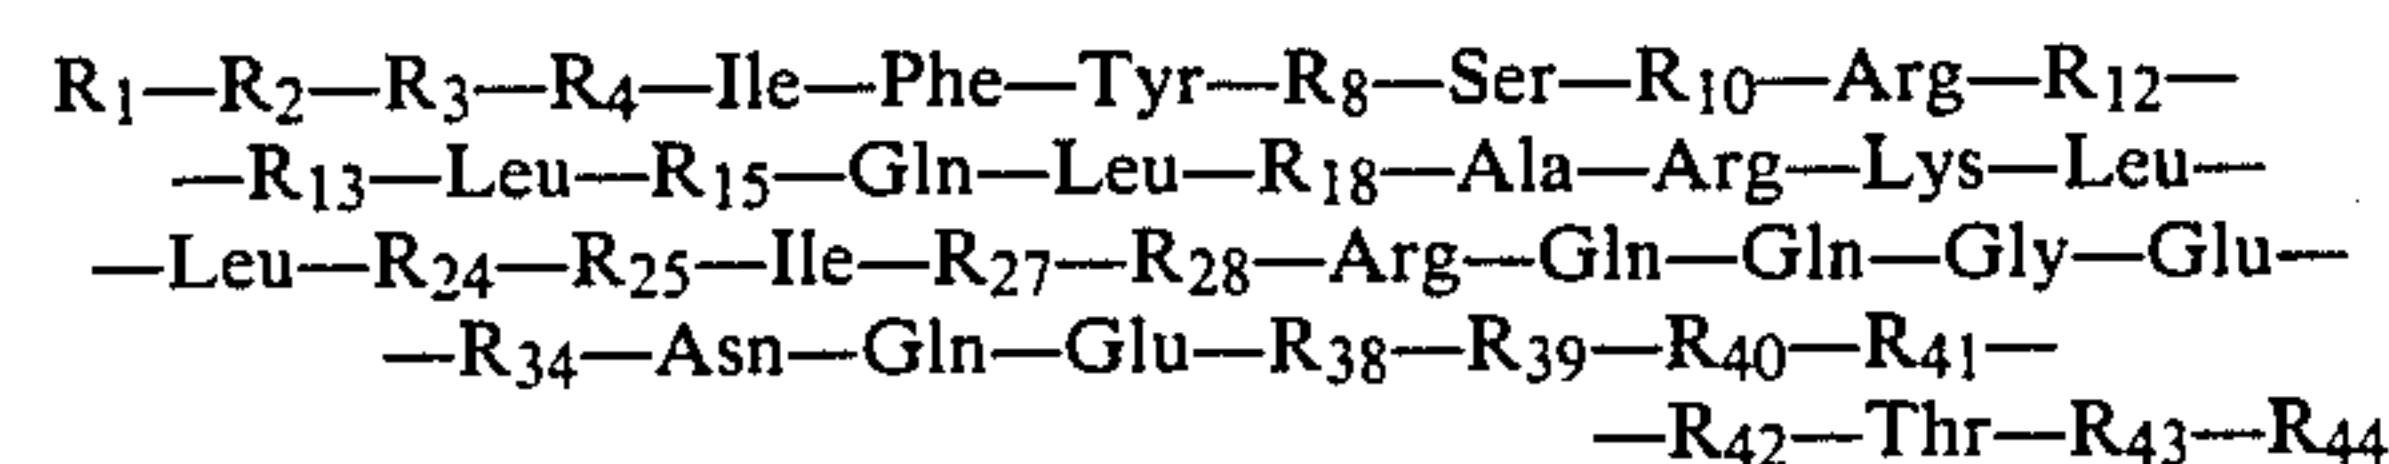 R1—R2—R3—R4—Ile—Phe—Tyr—R8—Ser—R10—Arg—R12—
—R13—Leu—R15—Gln—Leu—R18—Ala—Arg—Lys—Leu—
—Leu—R24—R25—Ile—R27—R28—Arg—Gln—Gln—Gly—Glu—
—R34—Asn—Gln—Glu—R38—R39—R40—R41—
—R42—Thr—R43—R44